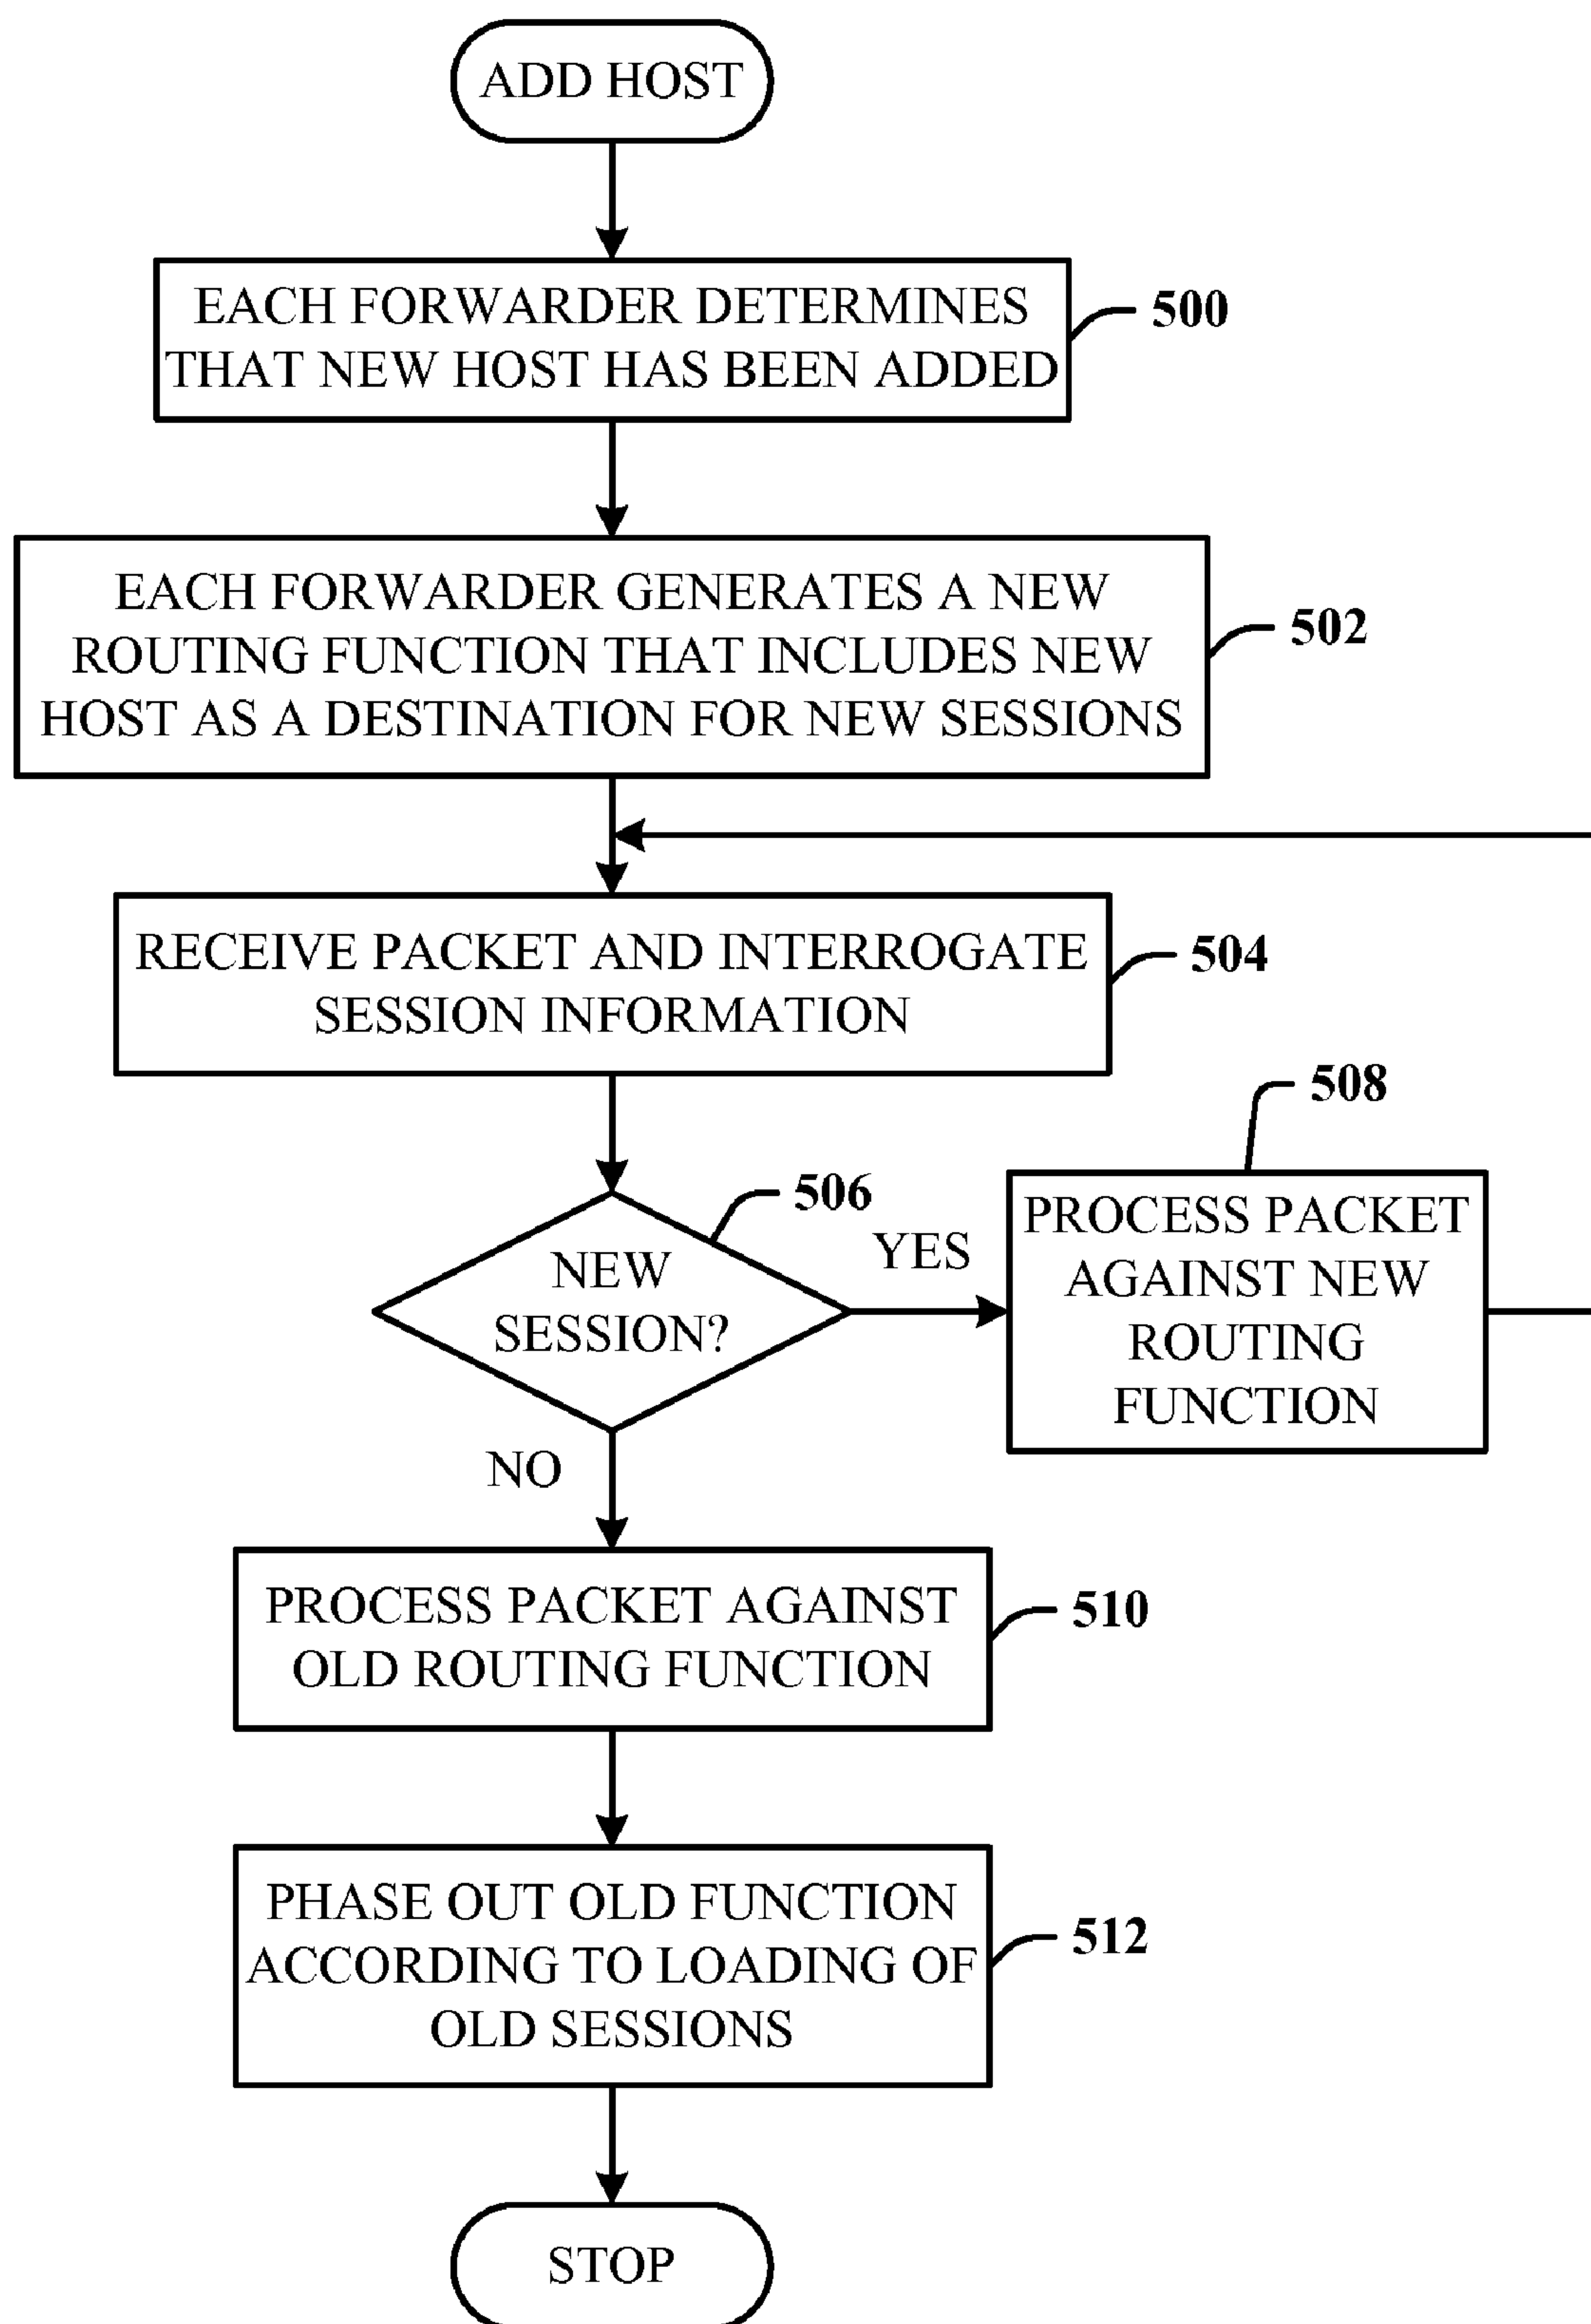 ADD HOST
EACH FORWARDER DETERMINES
THAT NEW HOST HAS BEEN ADDED
500
EACH FORWARDER GENERATES A NEW
ROUTING FUNCTION THAT INCLUDES NEW
HOST AS A DESTINATION FOR NEW SESSIONS
502
RECEIVE PACKET AND INTERROGATE
SESSION INFORMATION
504
NEW
SESSION?
506
YES
508
PROCESS PACKET
AGAINST NEW
ROUTING
FUNCTION
NO
PROCESS PACKET AGAINST
OLD ROUTING FUNCTION
510
PHASE OUT OLD FUNCTION
ACCORDING TO LOADING OF
OLD SESSIONS
512
STOP